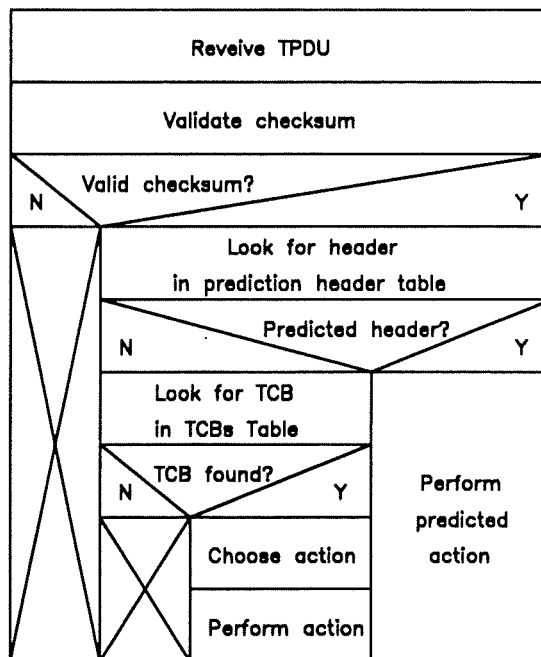 Reveive TPDU
Validate checksum
Valid checksum?
N
Y
Look for header
in prediction header table
Predicted header?
N
Y
Look for TCB
in TCBs Table
TCB found?
N
Y
Perform
predicted
action
Choose action
Perform action